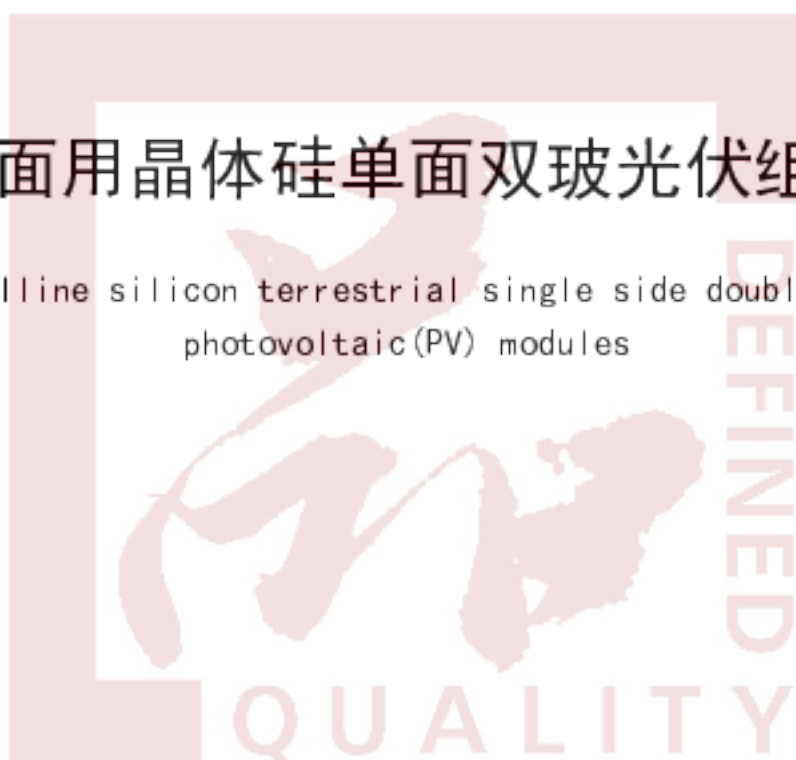 面用晶体硅单面双玻光伏组
lline silicon terrestrial single side doubl
photovoltaic(PV) modules
DEFINED
QUALITY